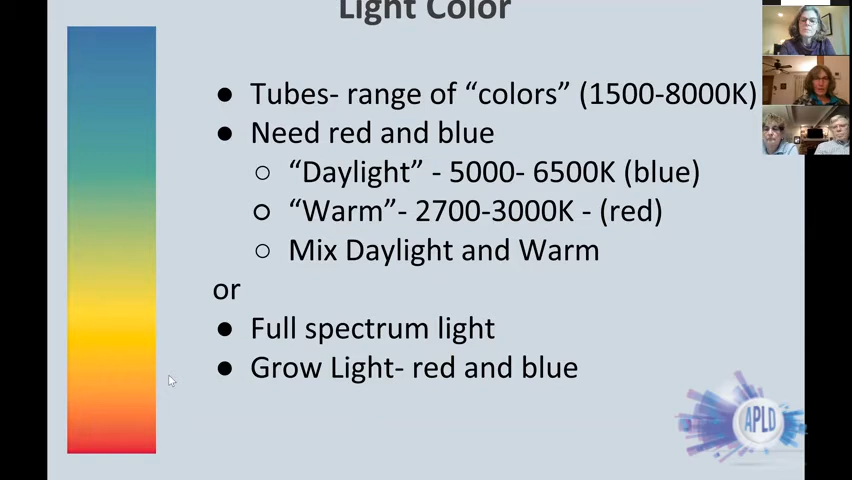 Light Color
● Tubes- range of “colors” (1500-8000K)
● Need red and blue
○ “Daylight” - 5000- 6500K (blue)
○ “Warm”- 2700-3000K - (red)
○ Mix Daylight and Warm
or
● Full spectrum light
● Grow Light- red and blue
APLD